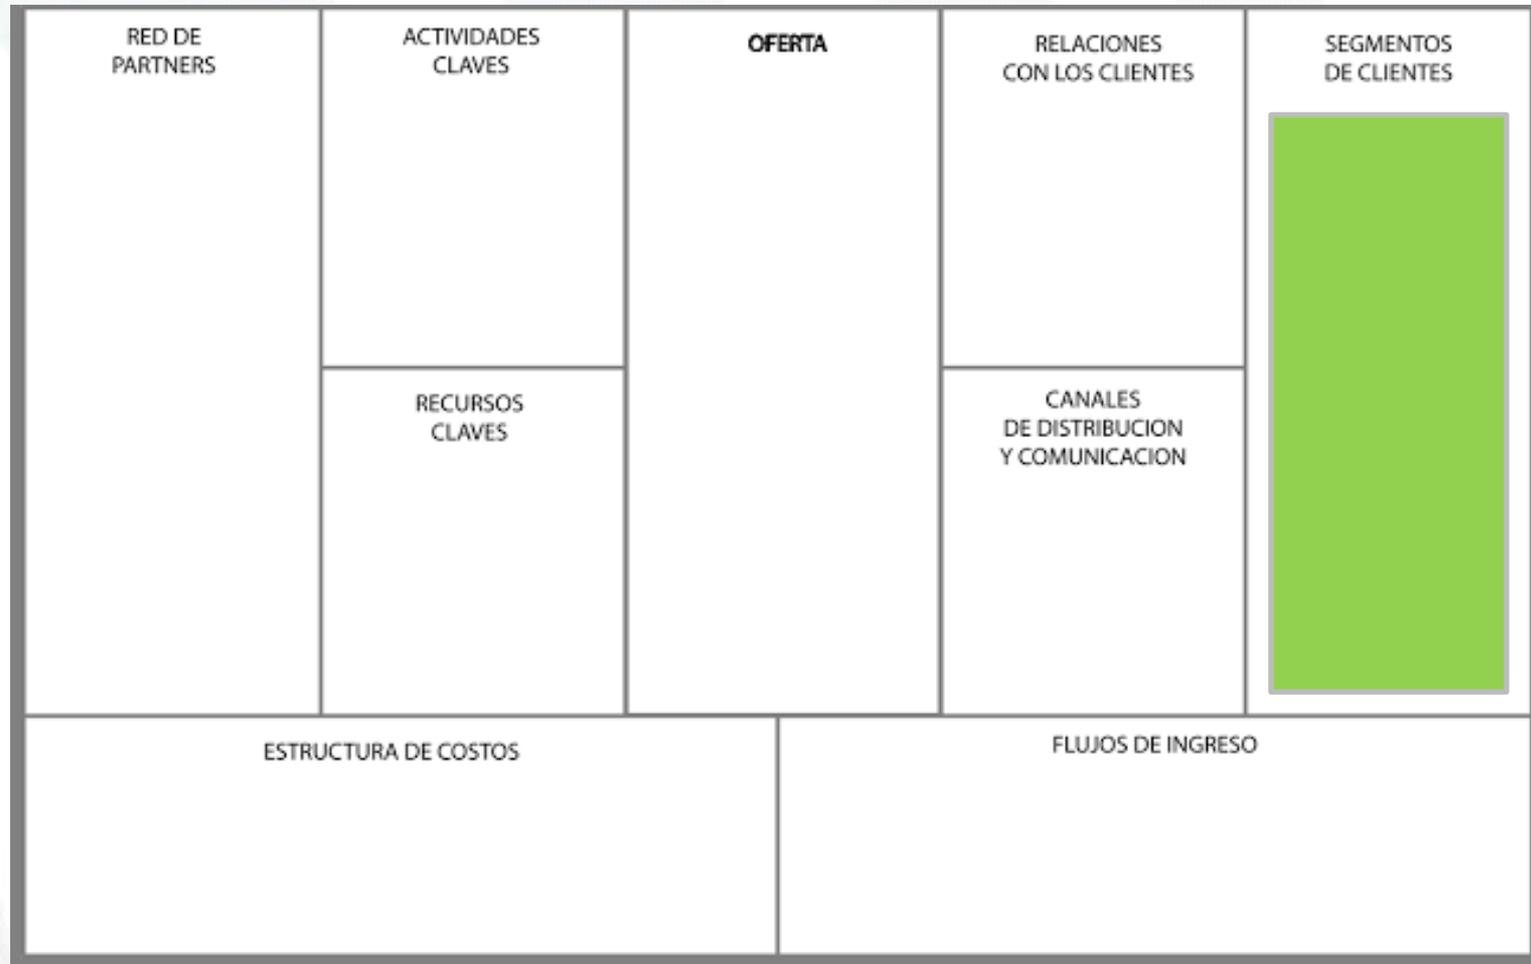 RED DE
PARTNERS
ACTIVIDADES
CLAVES
OFERTA
RELACIONES
CON LOS CLIENTES
SEGMENTOS
DE CLIENTES
RECURSOS
CLAVES
CANALES
DE DISTRIBUCION
Y COMUNICACION
ESTRUCTURA DE COSTOS
FLUJOS DE INGRESO